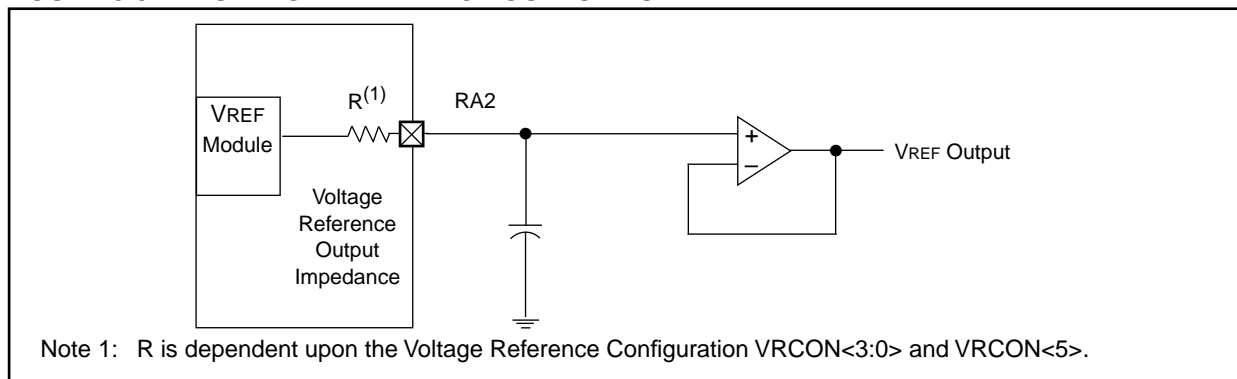 VREF
Module
R(1)
RA2
+
–
VREF Output
Voltage
Reference
Output
Impedance
Note 1: R is dependent upon the Voltage Reference Configuration VRCON<3:0> and VRCON<5>.